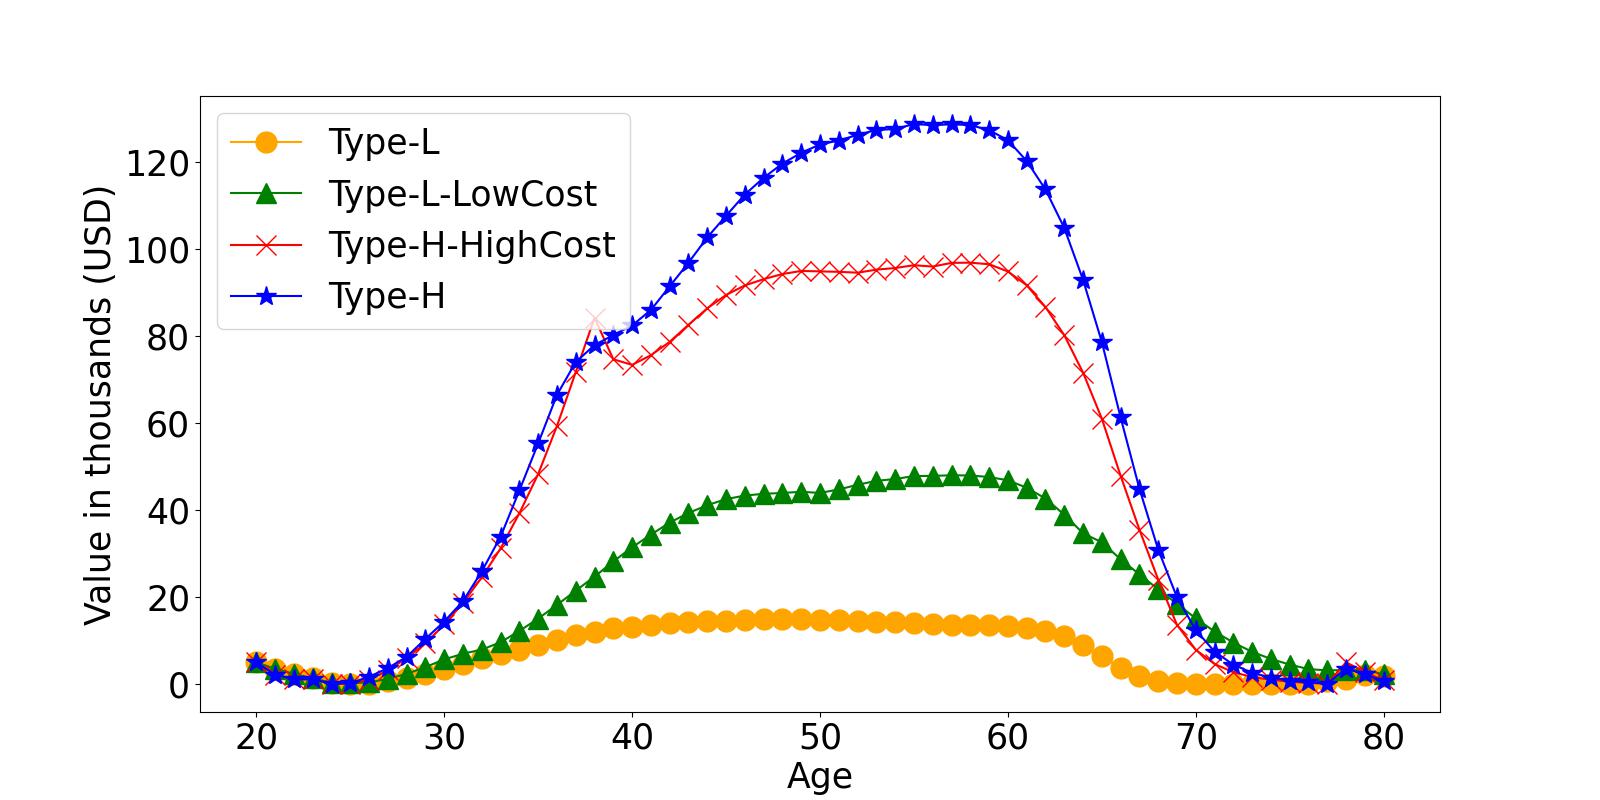 Type-L
Type-L-LowCost
Type-H-HighCost
Type-H
Value in thousands (USD)
120
100
80
60
40
20
0
20 30 40 50 60 70 80
Age